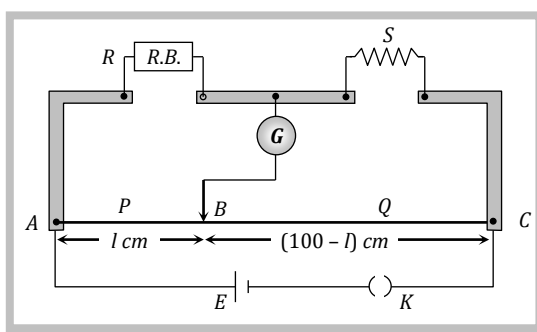 S
R R.B.
G
P B Q
A C
l cm (100 – l) cm
E K